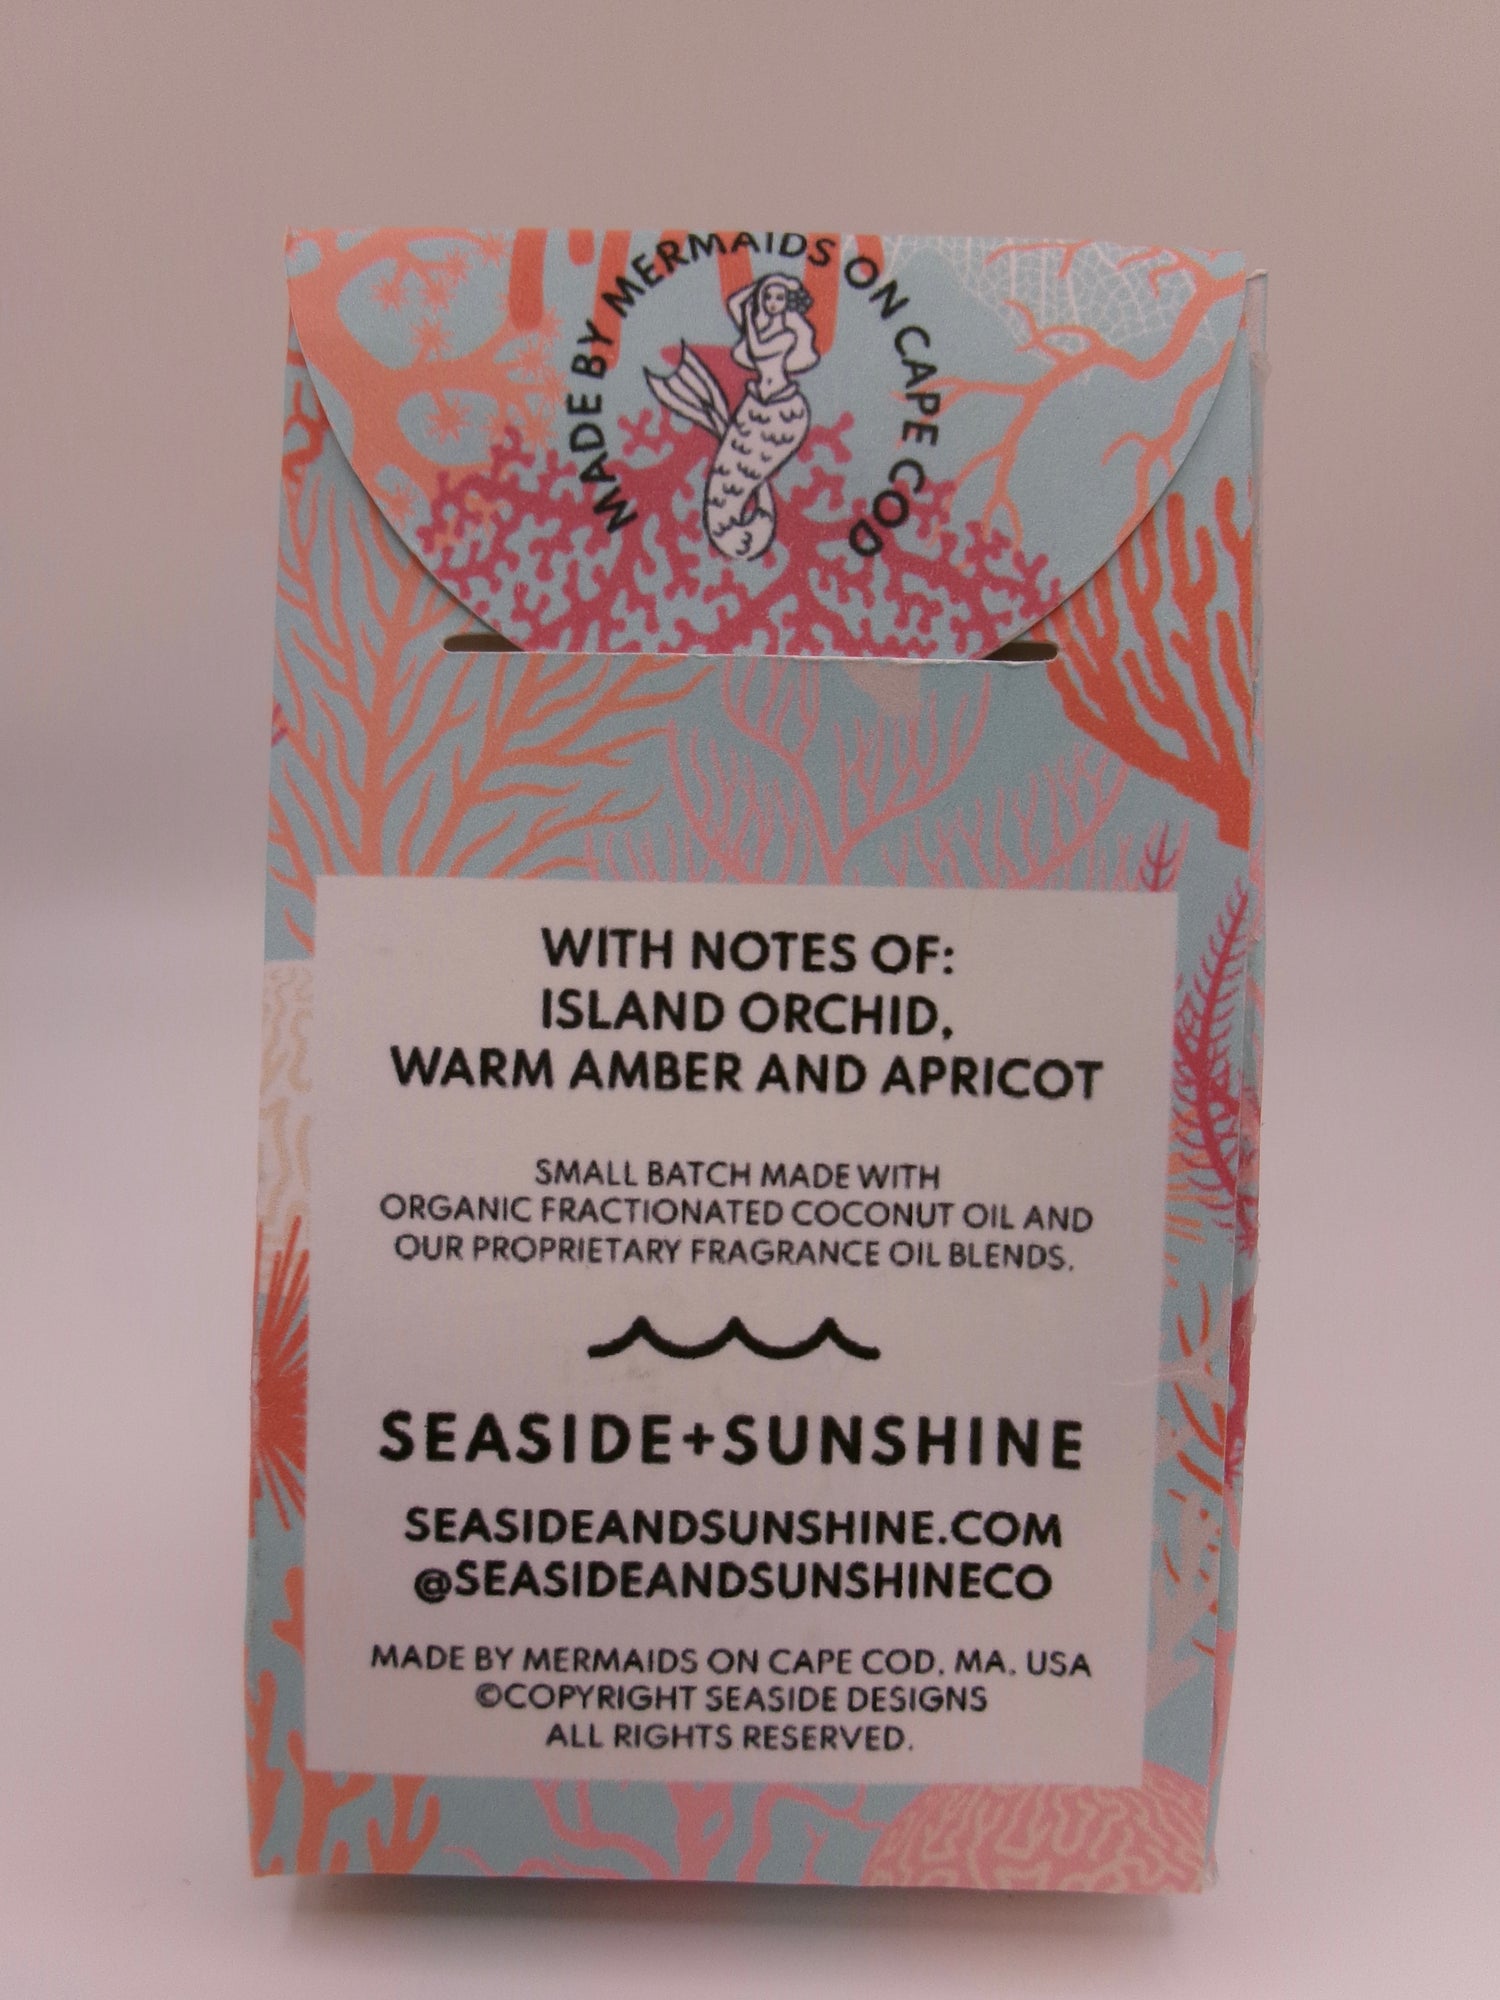 MADE BY MERMAIDS ON CAPE COD
WITH NOTES OF:
ISLAND ORCHID,
WARM AMBER AND APRICOT
SMALL BATCH MADE WITH
ORGANIC FRACTIONATED COCONUT OIL AND
OUR PROPRIETARY FRAGRANCE OIL BLENDS.
SEASIDE+SUNSHINE
SEASIDEANDSUNSHINE.COM
@SEASIDEANDSUNSHINECO
MADE BY MERMAIDS ON CAPE COD, MA. USA
©COPYRIGHT SEASIDE DESIGNS
ALL RIGHTS RESERVED.